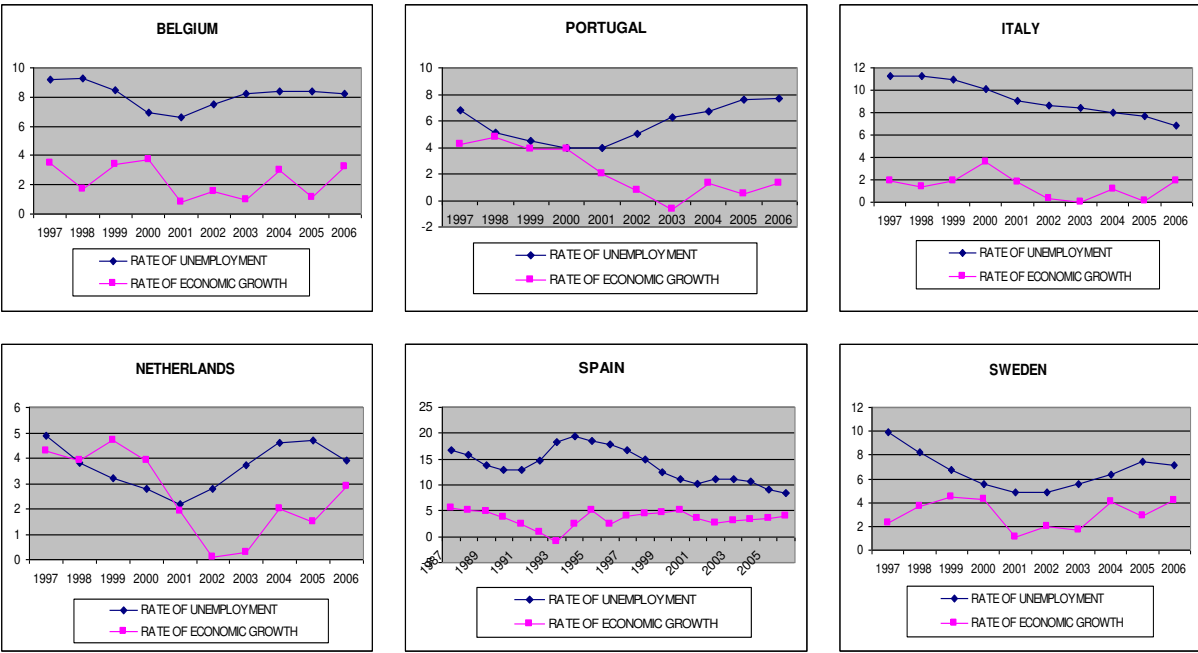 BELGIUM
10
8
6
4
2
0
1997 1998 1999 2000 2001 2002 2003 2004 2005 2006
RATE OF UNEMPLOYMENT
RATE OF ECONOMIC GROWTH
PORTUGAL
10
8
6
4
2
0
-2
1997 1998 1999 2000 2001 2002 2003 2004 2005 2006
RATE OF UNEMPLOYMENT
RATE OF ECONOMIC GROWTH
ITALY
12
10
8
6
4
2
0
1997 1998 1999 2000 2001 2002 2003 2004 2005 2006
RATE OF UNEMPLOYMENT
RATE OF ECONOMIC GROWTH
NETHERLANDS
6
5
4
3
2
1
0
1997 1998 1999 2000 2001 2002 2003 2004 2005 2006
RATE OF UNEMPLOYMENT
RATE OF ECONOMIC GROWTH
SPAIN
25
20
15
10
5
0
1987 1989 1991 1993 1995 1997 1999 2001 2003 2005
RATE OF UNEMPLOYMENT
RATE OF ECONOMIC GROWTH
SWEDEN
12
10
8
6
4
2
0
1997 1998 1999 2000 2001 2002 2003 2004 2005 2006
RATE OF UNEMPLOYMENT
RATE OF ECONOMIC GROWTH